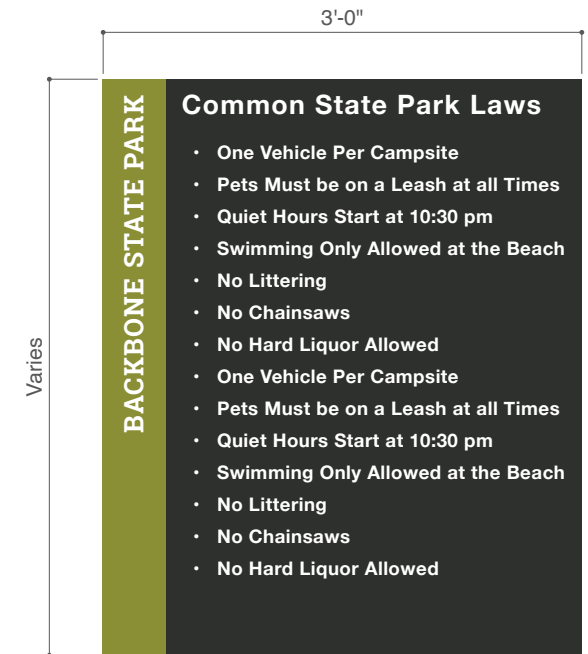 3'-0"
Varies
BACKBONE STATE PARK
Common State Park Laws
• One Vehicle Per Campsite
• Pets Must be on a Leash at all Times
• Quiet Hours Start at 10:30 pm
• Swimming Only Allowed at the Beach
• No Littering
• No Chainsaws
• No Hard Liquor Allowed
• One Vehicle Per Campsite
• Pets Must be on a Leash at all Times
• Quiet Hours Start at 10:30 pm
• Swimming Only Allowed at the Beach
• No Littering
• No Chainsaws
• No Hard Liquor Allowed